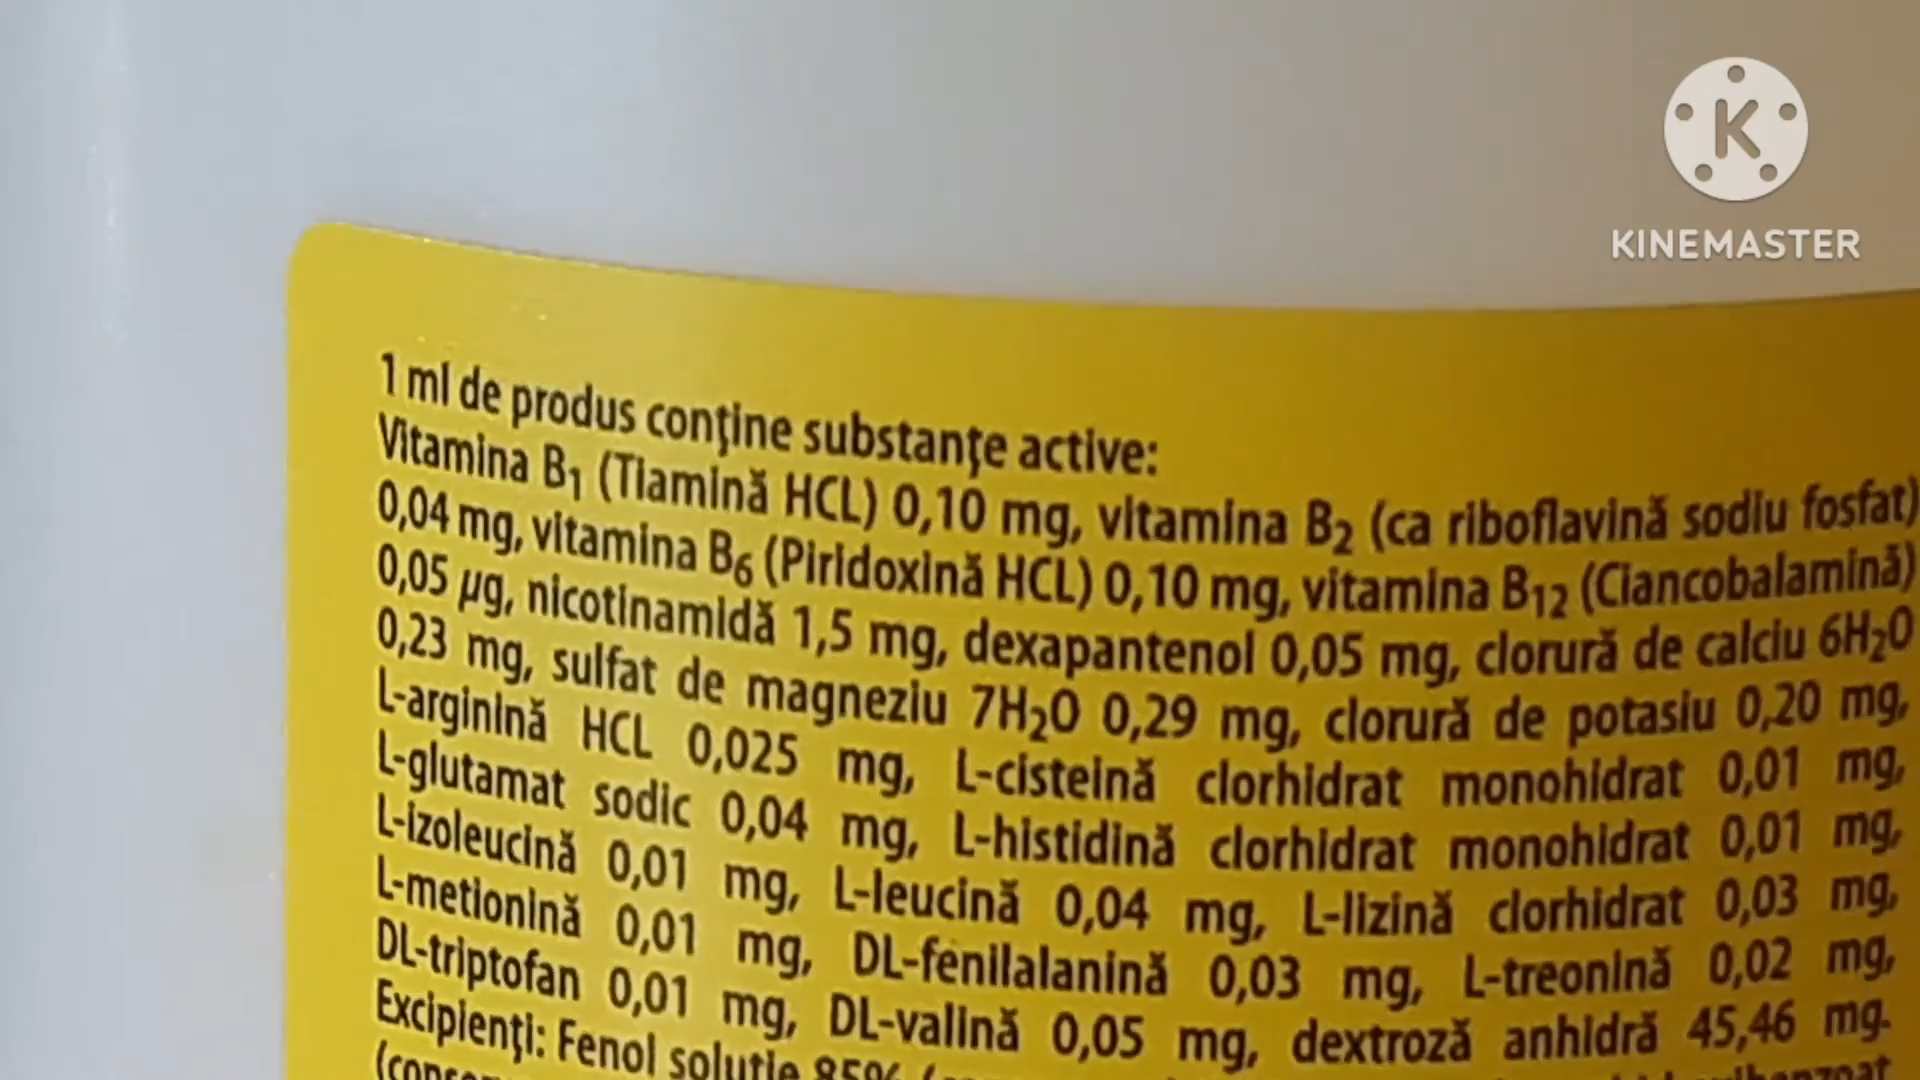 K
KINEMASTER
1 ml de produs conţine substanţe active:
Vitamina B₁ (Tiamină HCL) 0,10 mg, vitamina B₂ (ca riboflavină sodiu fosfat)
0,04 mg, vitamina B₆ (Piridoxină HCL) 0,10 mg, vitamina B₁₂ (Ciancobalamină)
0,05 µg, nicotinamidă 1,5 mg, dexapantenol 0,05 mg, clorură de calciu 6H₂O
0,23 mg, sulfat de magneziu 7H₂O 0,29 mg, clorură de potasiu 0,20 mg,
L-arginină HCL 0,025 mg, L-cisteină clorhidrat monohidrat 0,01 mg,
L-glutamat sodic 0,04 mg, L-histidină clorhidrat monohidrat 0,01 mg,
L-izoleucină 0,01 mg, L-leucină 0,04 mg, L-lizină clorhidrat 0,03 mg,
L-metionină 0,01 mg, DL-fenilalanină 0,03 mg, L-treonină 0,02 mg,
DL-triptofan 0,01 mg, DL-valină 0,05 mg, dextroză anhidră 45,46 mg.
Excipienţi: Fenol soluţie 85%